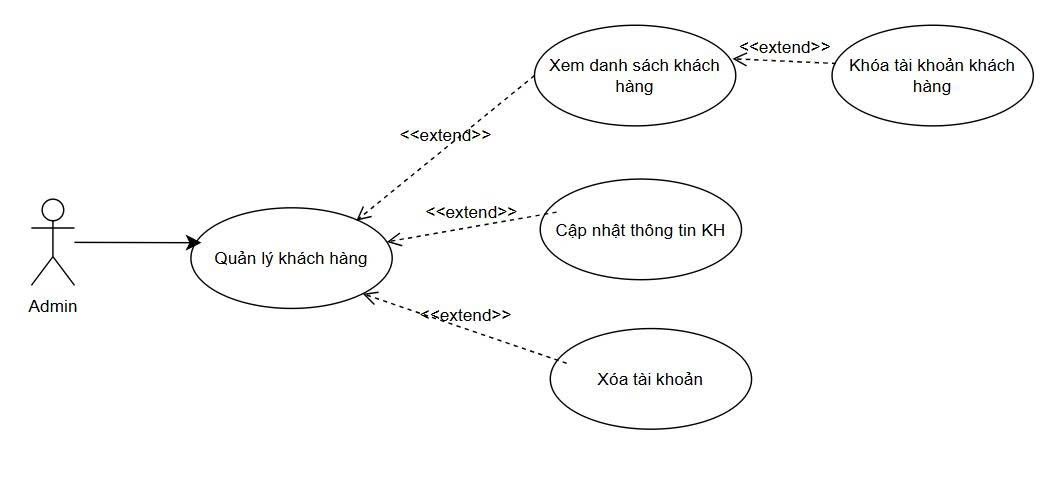 Xem danh sách khách
hàng
<<extend>>
Khóa tài khoản khách
hàng
<<extend>>
<<extend>>
Cập nhật thông tin KH
Quản lý khách hàng
Admin
<<extend>>
Xóa tài khoản